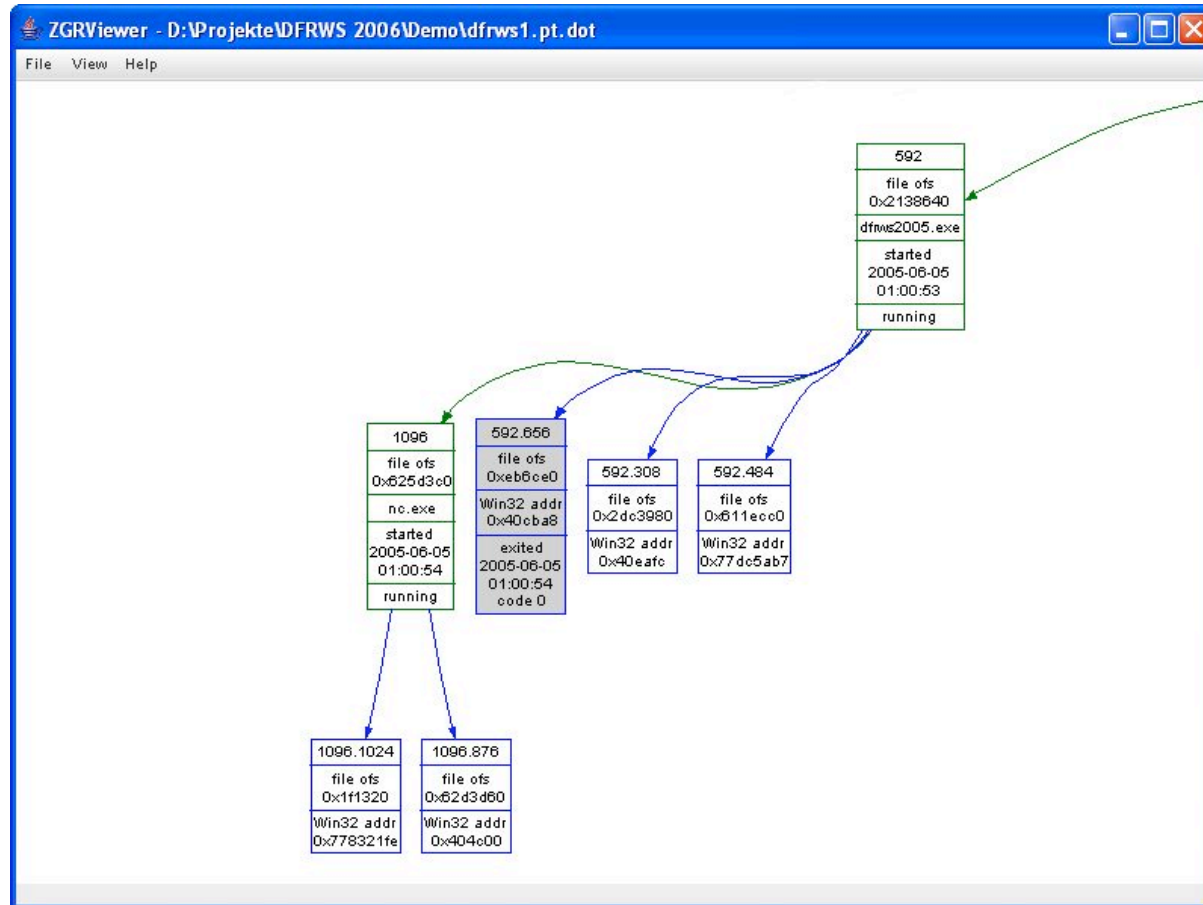 ZGRViewer - D:\Projekte\DFRWS 2006\Demo\dfrws1.pt.dot
File View Help
592
file ofs
0x2138640
dfrws2005.exe
started
2005-06-05
01:00:53
running
1096
file ofs
0x625d3c0
nc.exe
started
2005-06-05
01:00:54
running
592.656
file ofs
0xeb6ce0
Win32 addr
0x40cba8
exited
2005-06-05
01:00:54
code 0
592.308
file ofs
0x2dc3980
Win32 addr
0x40eafc
592.484
file ofs
0x611ecc0
Win32 addr
0x77dc5ab7
1096.1024
file ofs
0x1f1320
Win32 addr
0x778321fe
1096.876
file ofs
0x62d3d60
Win32 addr
0x404c00